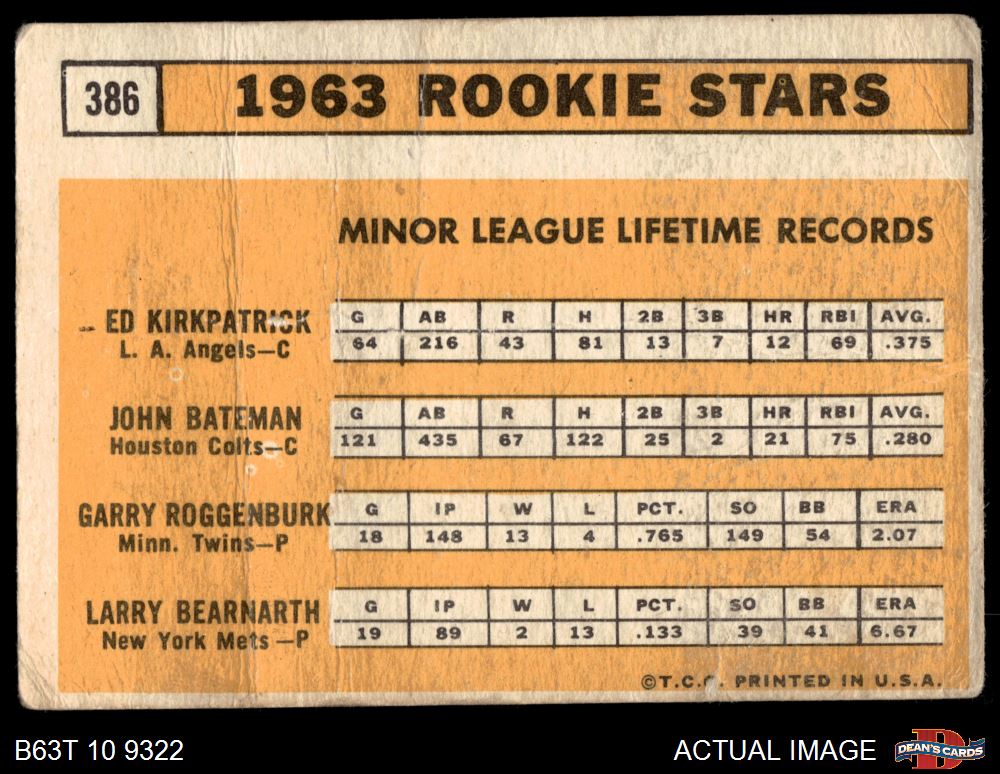 386 1963 ROOKIE STARS
MINOR LEAGUE LIFETIME RECORDS
ED KIRKPATRICK
L. A. Angels—C
G AB R H 2B 3B HR RBI AVG.
64 216 43 81 13 7 12 69 .375
JOHN BATEMAN
Houston Colts—C
G AB R H 2B 3B HR RBI AVG.
121 435 67 122 25 2 21 75 .280
GARRY ROGGENBURK
Minn. Twins—P
G IP W L PCT. SO BB ERA
18 148 13 4 .765 149 54 2.07
LARRY BEARNARTH
New York Mets—P
G IP W L PCT. SO BB ERA
19 89 2 13 .133 39 41 6.67
©T.C.G. PRINTED IN U.S.A.
B63T 10 9322
ACTUAL IMAGE
D
DEAN'S CARDS